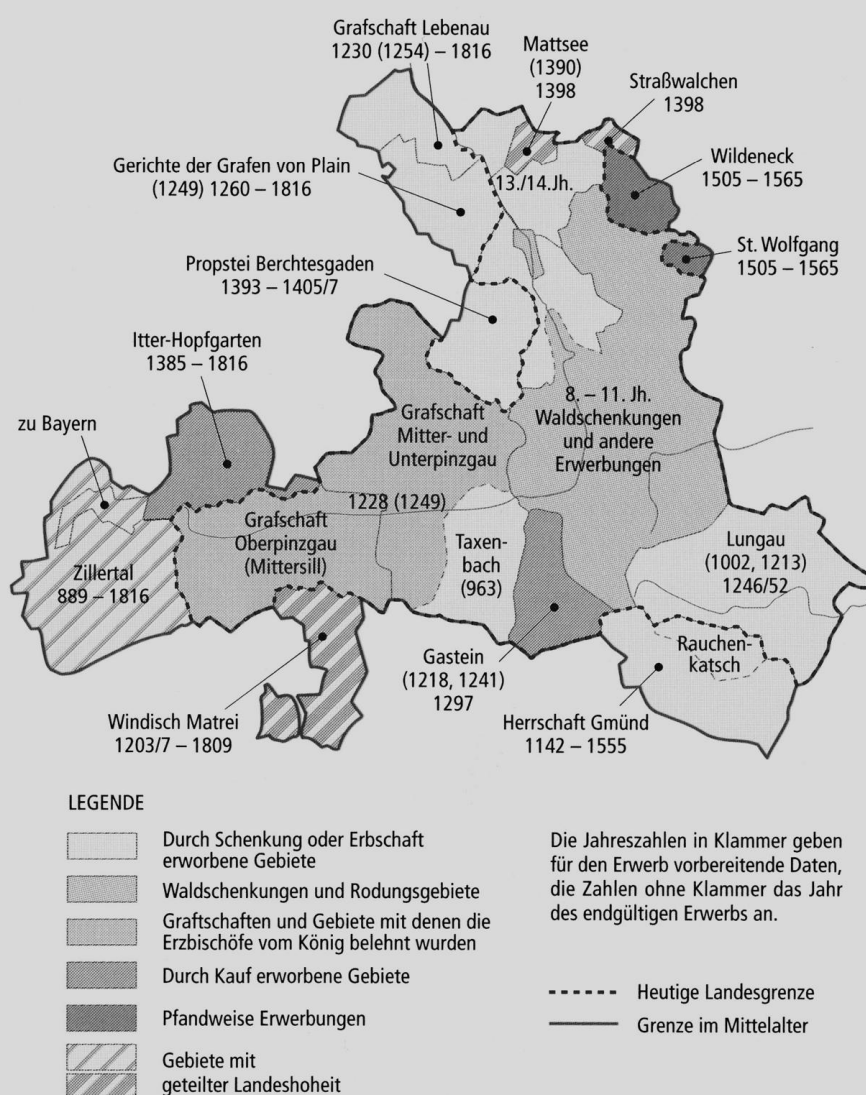 Grafschaft Lebenau
1230 (1254) – 1816
Mattsee
(1390)
1398
Straßwalchen
1398
Gerichte der Grafen von Plain
(1249) 1260 – 1816
13./14.Jh.
Wildeneck
1505 – 1565
Propstei Berchtesgaden
1393 – 1405/7
St. Wolfgang
1505 – 1565
Itter-Hopfgarten
1385 – 1816
zu Bayern
Grafschaft
Mitter- und
Unterpinzgau
8. – 11. Jh.
Waldschenkungen
und andere
Erwerbungen
1228 (1249)
Grafschaft
Oberpinzgau
(Mittersill)
Taxen-
bach
(963)
Lungau
(1002, 1213)
1246/52
Zillertal
889 – 1816
Rauchen-
katsch
Gastein
(1218, 1241)
1297
Windisch Matrei
1203/7 – 1809
Herrschaft Gmünd
1142 – 1555
LEGENDE
Durch Schenkung oder Erbschaft
erworbene Gebiete
Waldschenkungen und Rodungsgebiete
Graftschaften und Gebiete mit denen die
Erzbischöfe vom König belehnt wurden
Durch Kauf erworbene Gebiete
Pfandweise Erwerbungen
Gebiete mit
geteilter Landeshoheit
Die Jahreszahlen in Klammer geben
für den Erwerb vorbereitende Daten,
die Zahlen ohne Klammer das Jahr
des endgültigen Erwerbs an.
Heutige Landesgrenze
Grenze im Mittelalter